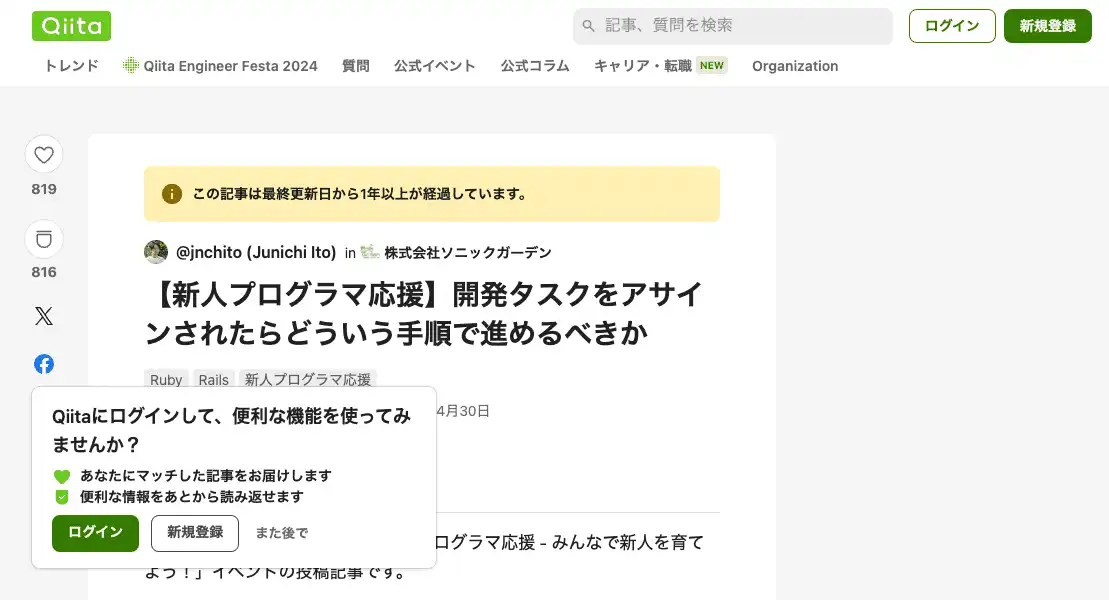 Qiita
記事、質問を検索
ログイン
新規登録
トレンド
Qiita Engineer Festa 2024
質問
公式イベント
公式コラム
キャリア・転職 NEW
Organization
819
816
この記事は最終更新日から1年以上が経過しています。
@jnchito (Junichi Ito) in 株式会社ソニックガーデン
【新人プログラマ応援】開発タスクをアサイ
ンされたらどういう手順で進めるべきか
Ruby Rails 新人プログラマ応援
4月30日
ログラマ応援 - みんなで新人を育て
よう！」イベントの投稿記事です。
Qiitaにログインして、便利な機能を使ってみ
ませんか？
あなたにマッチした記事をお届けします
便利な情報をあとから読み返せます
ログイン
新規登録
また後で